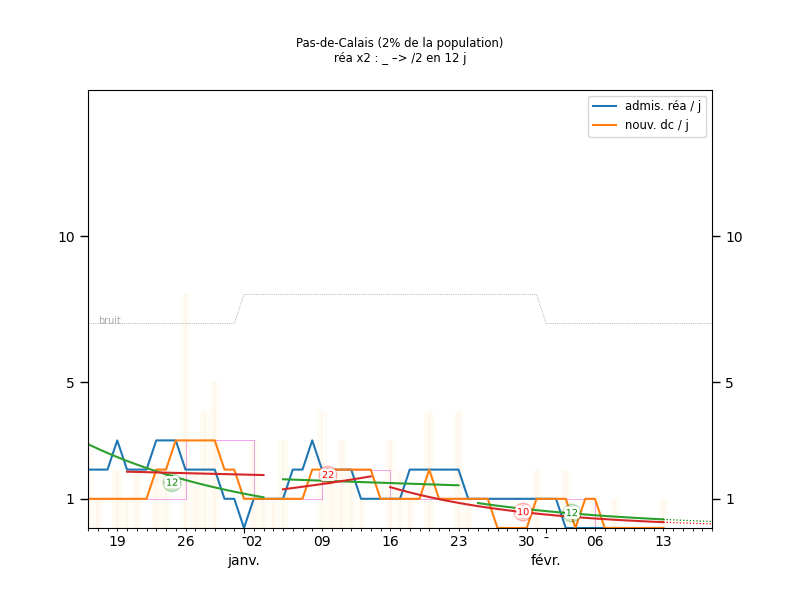 Pas-de-Calais (2% de la population)
réa x2 : _ –> /2 en 12 j
admis. réa / j
nouv. dc / j
10
10
bruit
5
5
22
-12
-10
-12
1
1
19
26
02
09
16
23
30
06
13
janv.
févr.